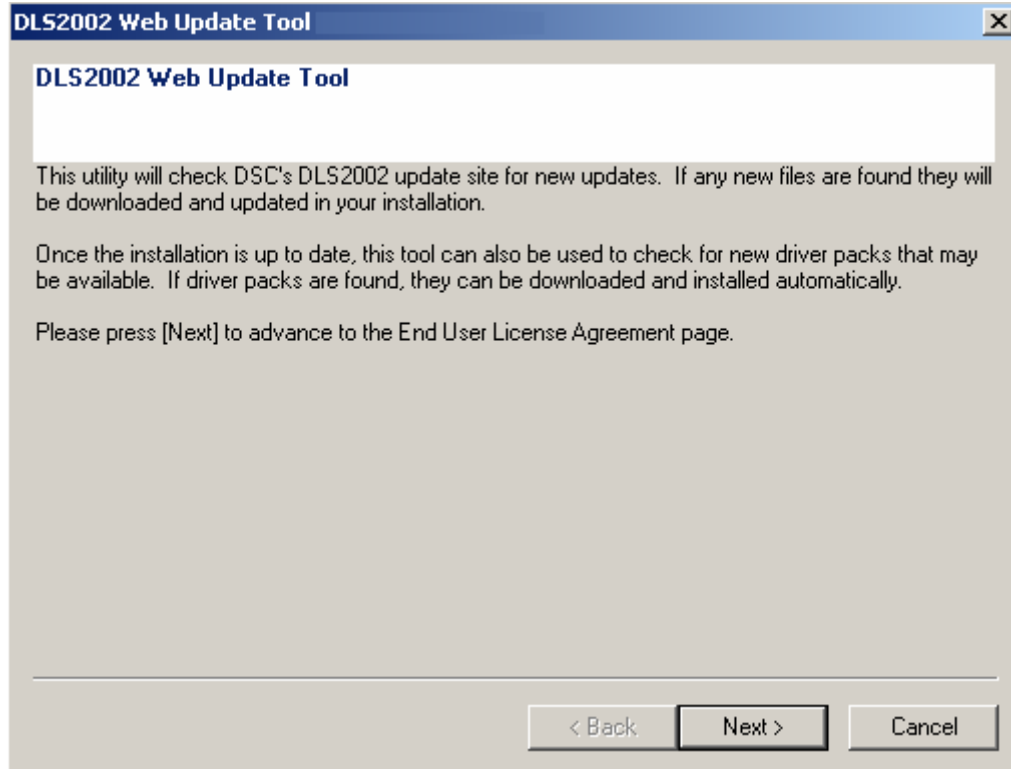 DLS2002 Web Update Tool
DLS2002 Web Update Tool
This utility will check DSC's DLS2002 update site for new updates.  If any new files are found they will
be downloaded and updated in your installation.
Once the installation is up to date, this tool can also be used to check for new driver packs that may
be available.  If driver packs are found, they can be downloaded and installed automatically.
Please press [Next] to advance to the End User License Agreement page.
< Back
Next >
Cancel